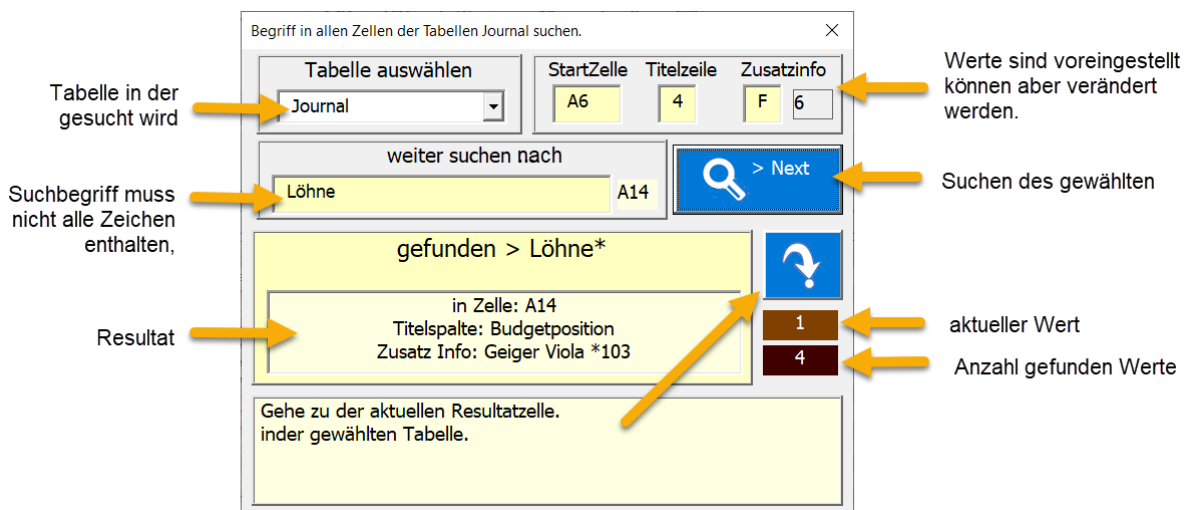 Begriff in allen Zellen der Tabellen Journal suchen.
Tabelle auswählen
StartZelle Titelzeile Zusatzinfo
Journal
A6 4 F 6
Tabelle in der
gesucht wird
Werte sind voreingestellt
können aber verändert
werden.
weiter suchen nach
Löhne A14
> Next
Suchbegriff muss
nicht alle Zeichen
enthalten,
Suchen des gewählten
gefunden > Löhne*
in Zelle: A14
Titelspalte: Budgetposition
Zusatz Info: Geiger Viola *103
Resultat
1
4
aktueller Wert
Anzahl gefunden Werte
Gehe zu der aktuellen Resultatzelle.
inder gewählten Tabelle.